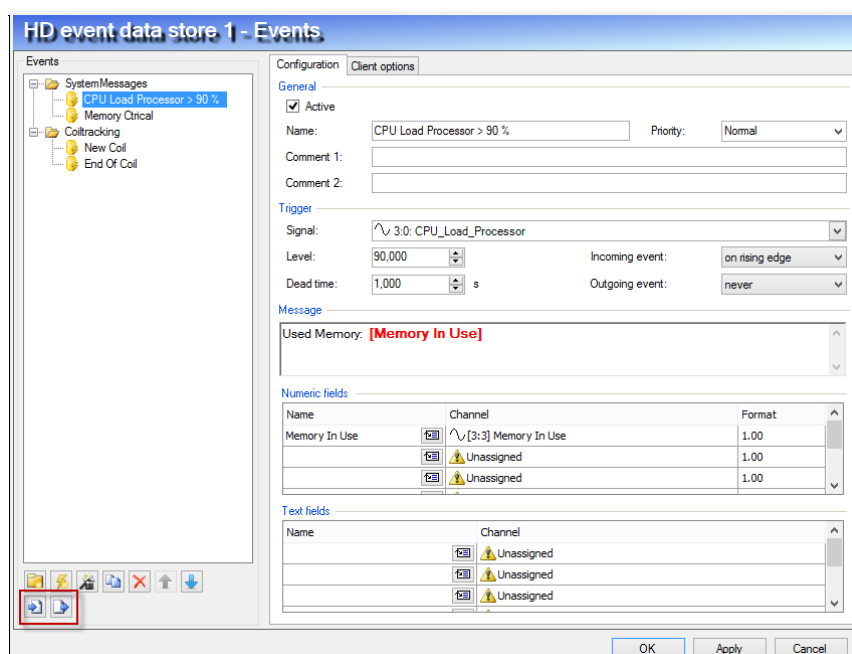 HD event data store 1 - Events
Events
SystemMessages
CPU Load Processor > 90 %
Memory Ctrical
Coiltracking
New Coil
End Of Coil
Configuration Client options
General
Active
Name: CPU Load Processor > 90 % Priority: Normal
Comment 1:
Comment 2:
Trigger
Signal: 3:0: CPU_Load_Processor
Level: 90,000 Incoming event: on rising edge
Dead time: 1,000 s Outgoing event: never
Message
Used Memory: [Memory In Use]
Numeric fields
Name Channel Format
Memory In Use [3:3] Memory In Use 1.00
Unassigned 1.00
Unassigned 1.00
Text fields
Name Channel
Unassigned
Unassigned
Unassigned
OK Apply Cancel